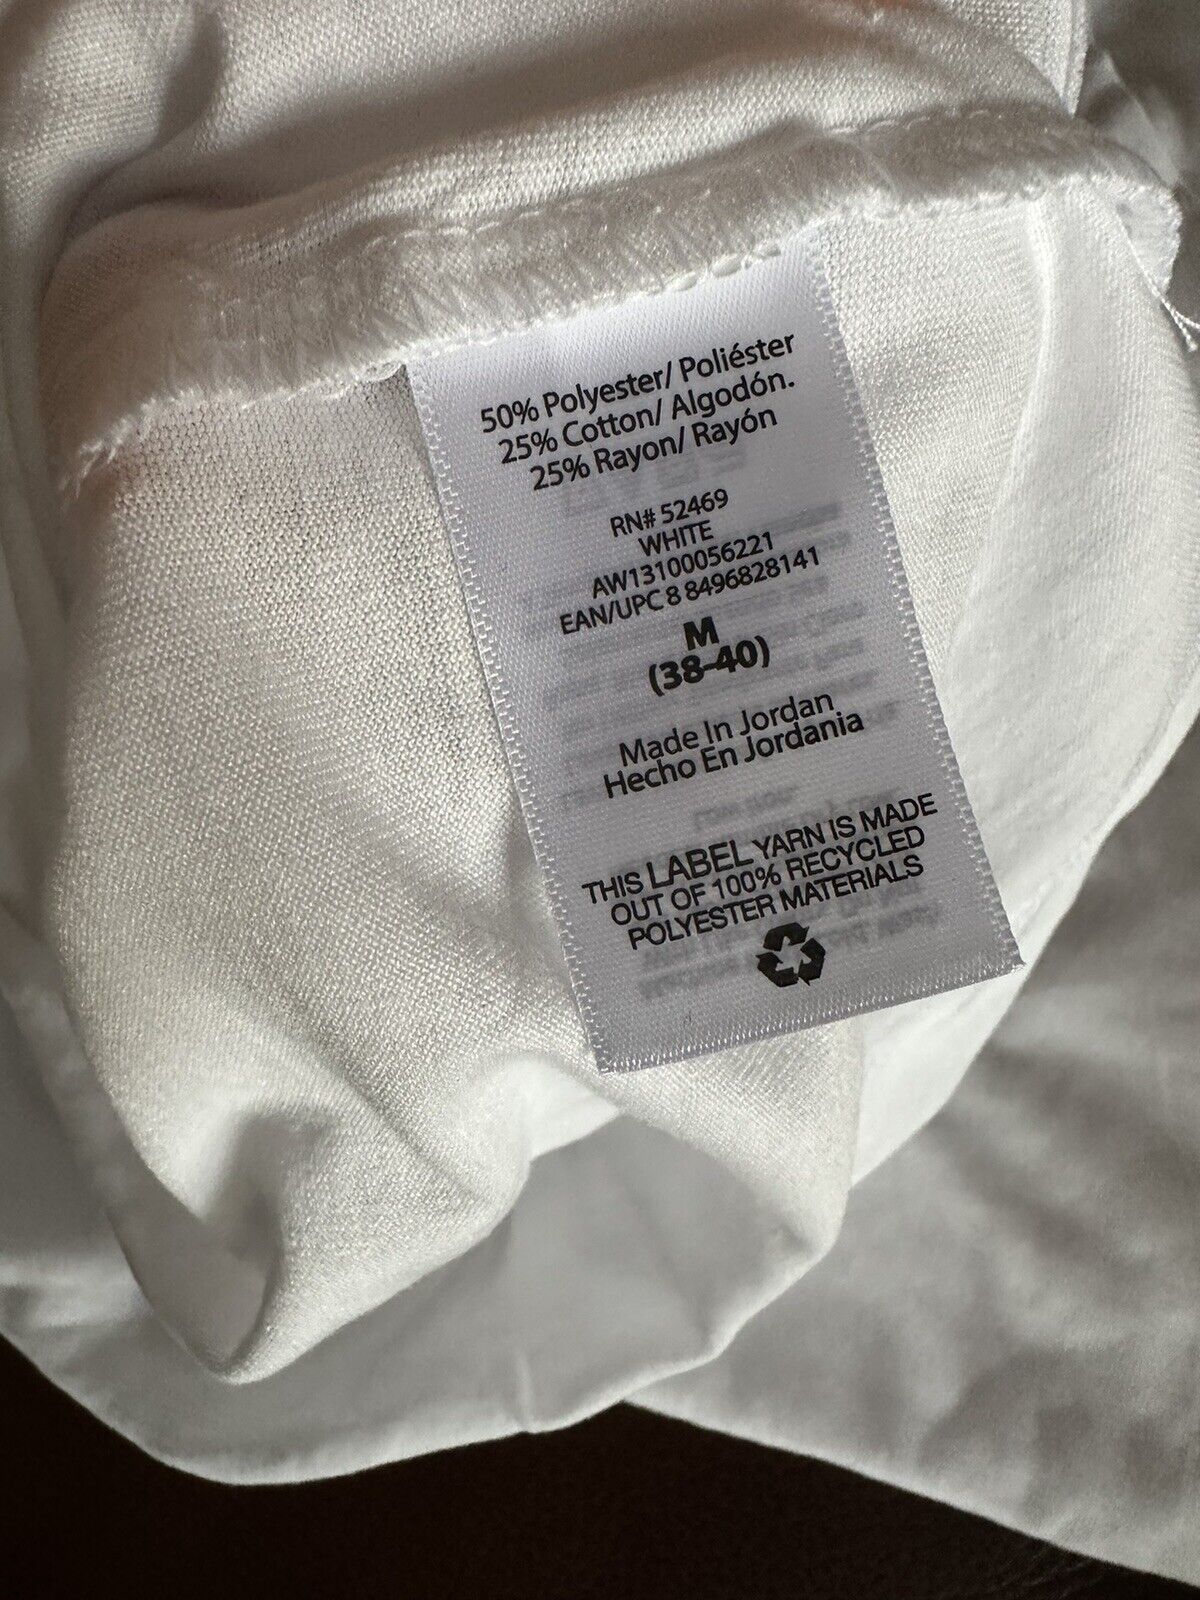 50% Polyester/ Poliéster
25% Cotton/ Algodón.
25% Rayon/ Rayón
RN# 52469
WHITE
AW13100056221
EAN/UPC 8 8496828141
M
(38-40)
Made In Jordan
Hecho En Jordania
THIS LABEL YARN IS MADE
OUT OF 100% RECYCLED
POLYESTER MATERIALS